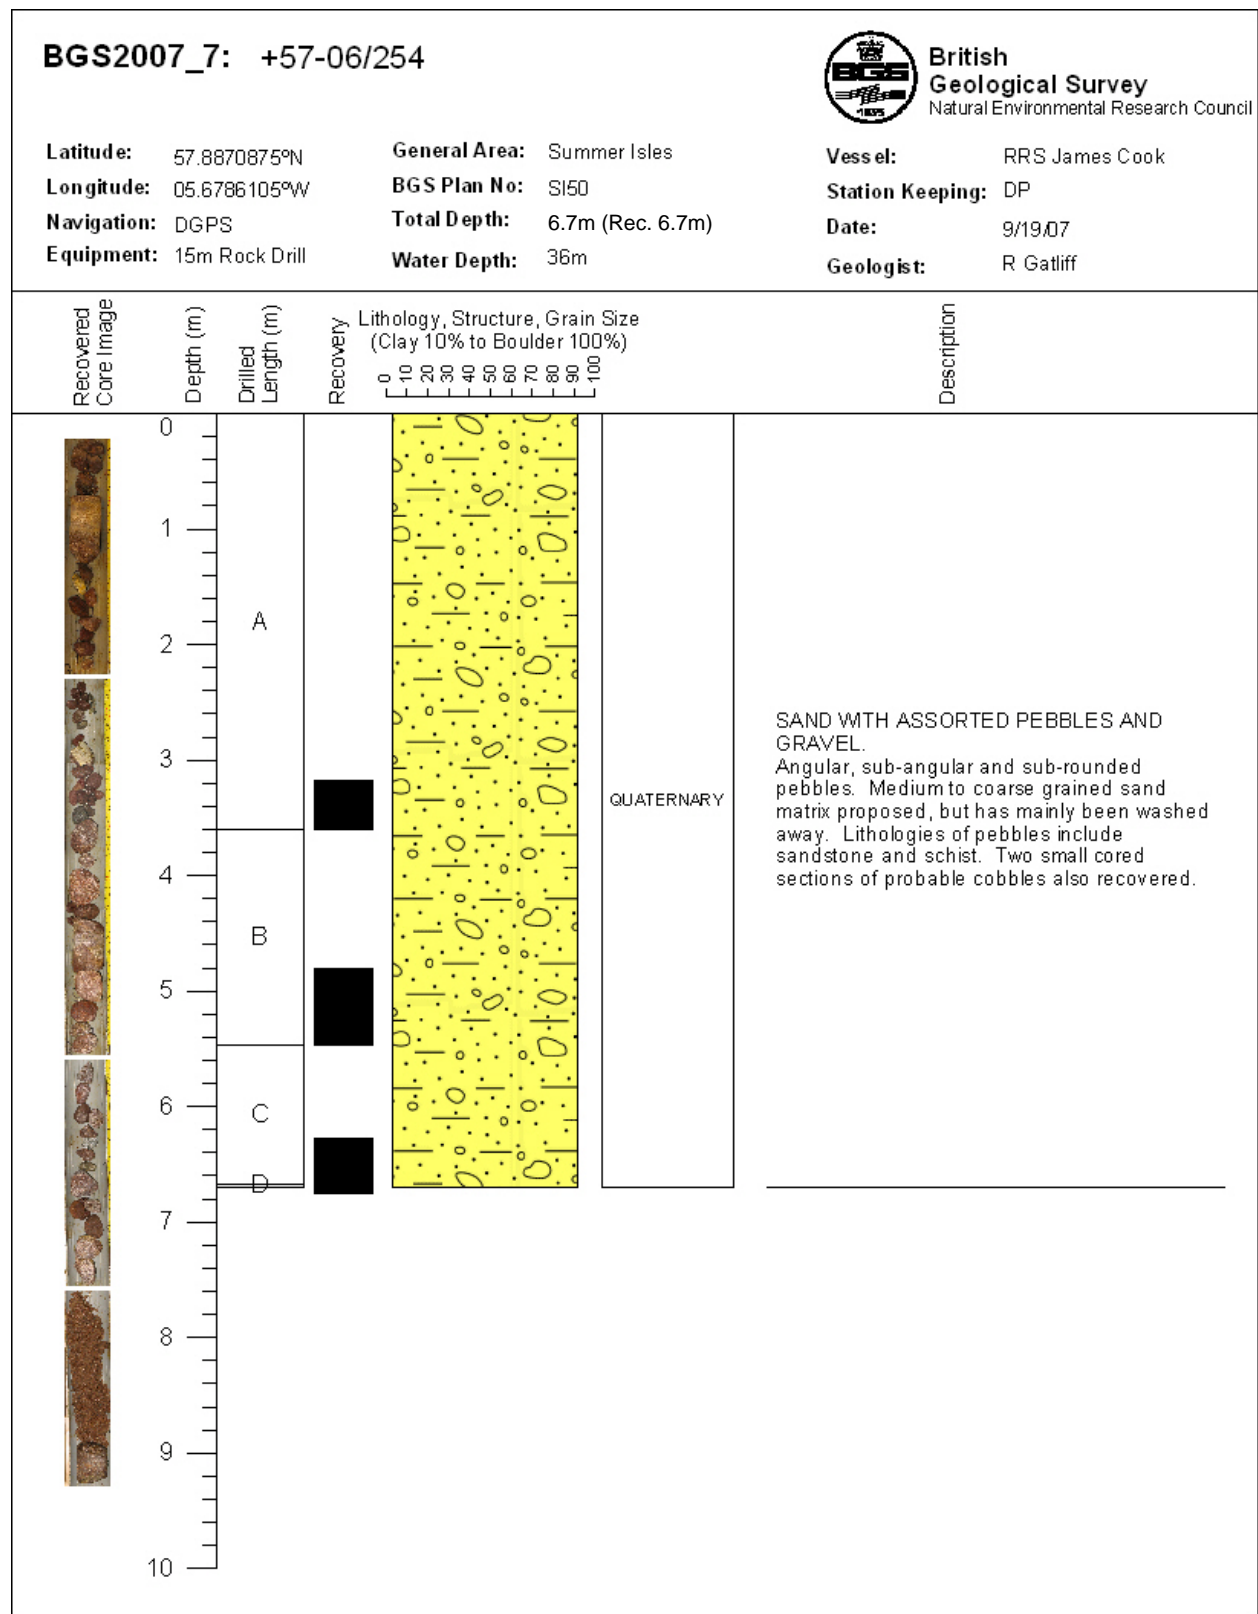 BGS2007_7: +57-06/254
BGS
1835
British
Geological Survey
Natural Environmental Research Council
Latitude: 57.8870875ºN
Longitude: 05.6786105ºW
Navigation: DGPS
Equipment: 15m Rock Drill
General Area: Summer Isles
BGS Plan No: SI50
Total Depth: 6.7m (Rec. 6.7m)
Water Depth: 36m
Vessel: RRS James Cook
Station Keeping: DP
Date: 9/19/07
Geologist: R Gatliff
Recovered
Core Image
Depth (m)
Drilled
Length (m)
Recovery
Lithology, Structure, Grain Size
(Clay 10% to Boulder 100%)
0 10 20 30 40 50 60 70 80 90 100
Description
0
1
2
3
4
5
6
7
8
9
10
A
B
C
D
QUATERNARY
SAND WITH ASSORTED PEBBLES AND
GRAVEL.
Angular, sub-angular and sub-rounded
pebbles. Medium to coarse grained sand
matrix proposed, but has mainly been washed
away. Lithologies of pebbles include
sandstone and schist. Two small cored
sections of probable cobbles also recovered.